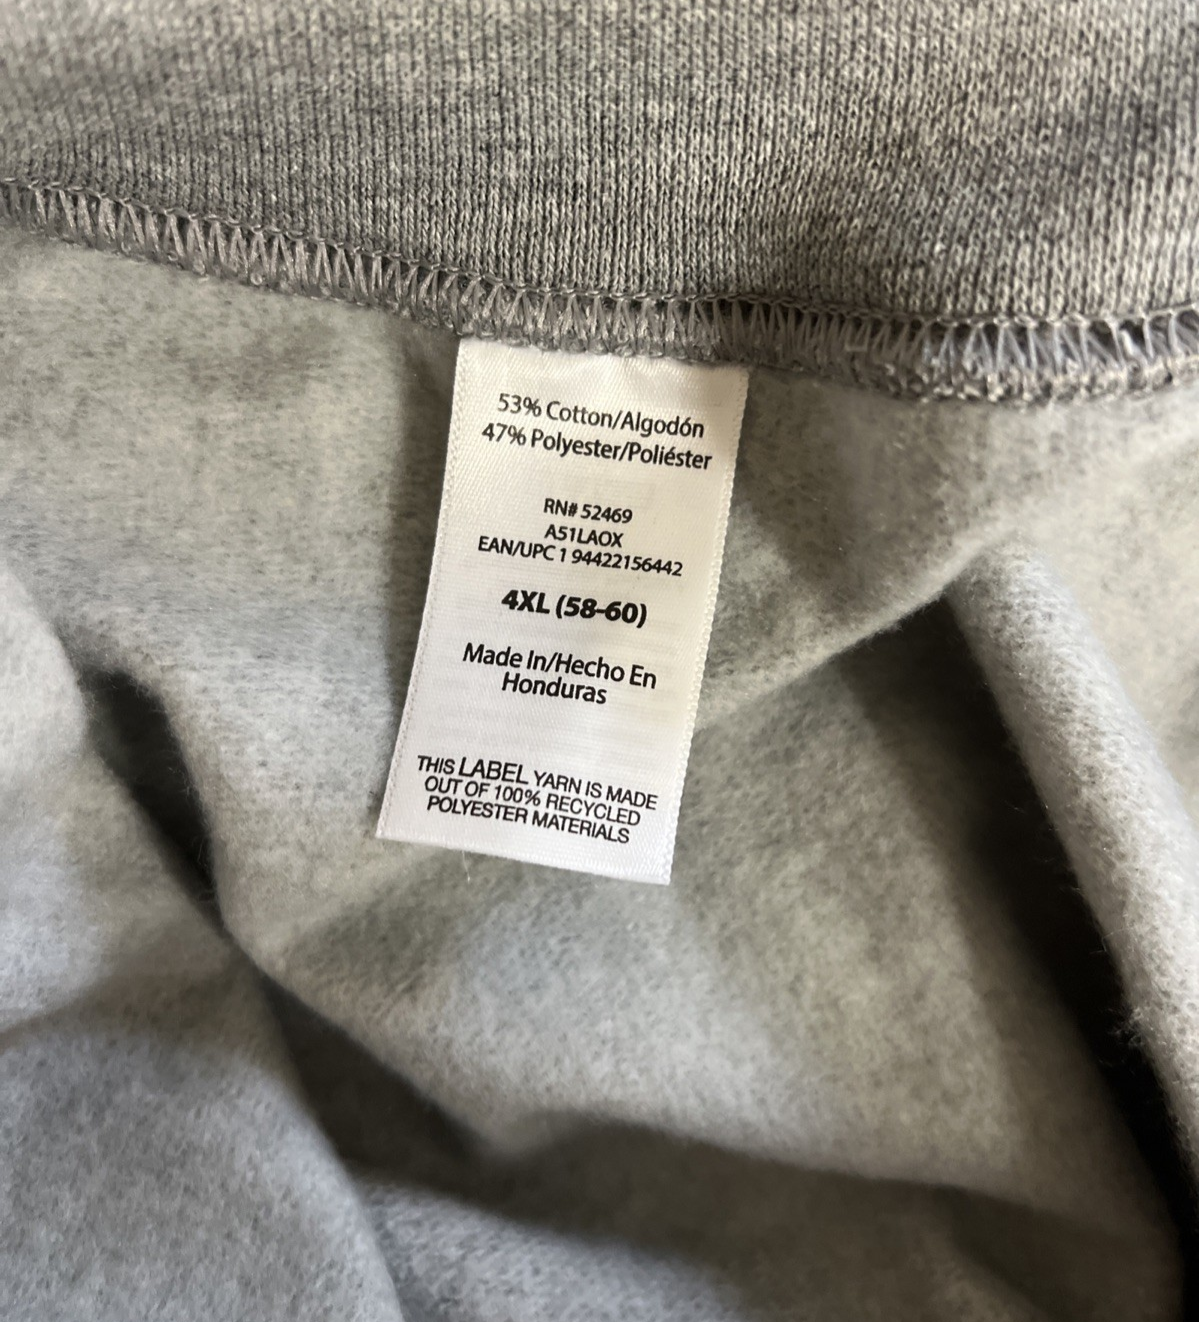 53% Cotton/Algodón
47% Polyester/Poliéster
RN# 52469
A51LAOX
EAN/UPC 1 94422156442
4XL (58-60)
Made In/Hecho En
Honduras
THIS LABEL YARN IS MADE
OUT OF 100% RECYCLED
POLYESTER MATERIALS